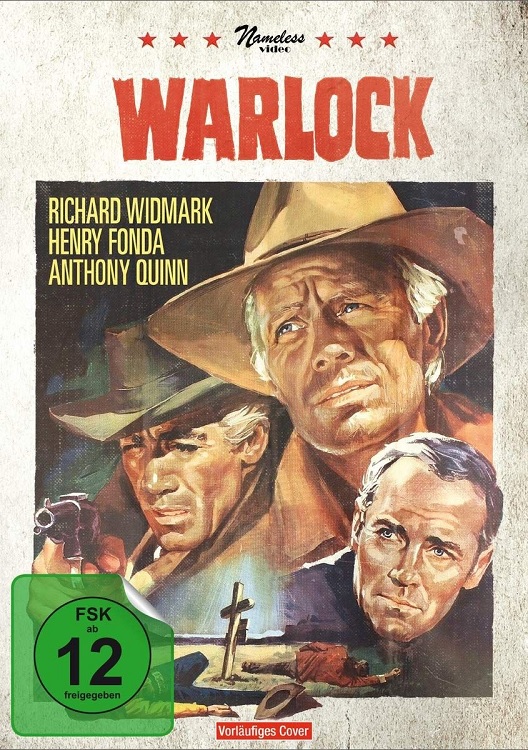 Nameless
video
WARLOCK
RICHARD WIDMARK
HENRY FONDA
ANTHONY QUINN
FSK
ab
12
freigegeben
Vorläufiges Cover